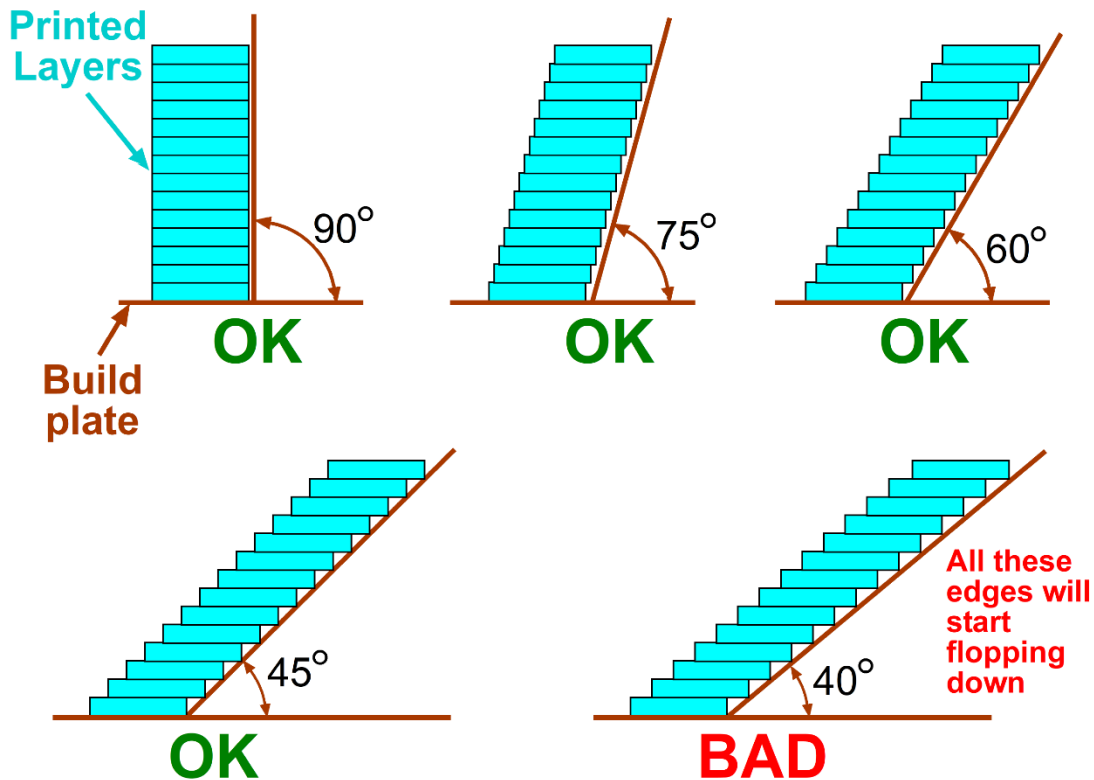 Printed
Layers
90°
75°
60°
OK
OK
OK
Build
plate
45°
40°
All these
edges will
start
flopping
down
OK
BAD